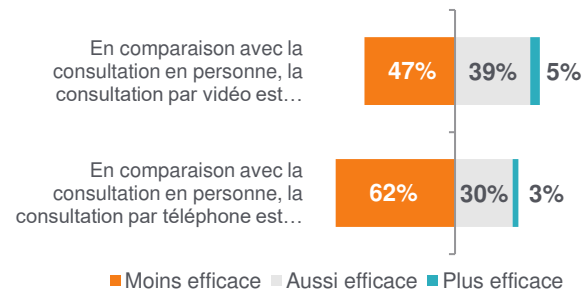 En comparaison avec la
consultation en personne, la
consultation par vidéo est…
47% 39% 5%
En comparaison avec la
consultation en personne, la
consultation par téléphone est…
62% 30% 3%
Moins efficace Aussi efficace Plus efficace